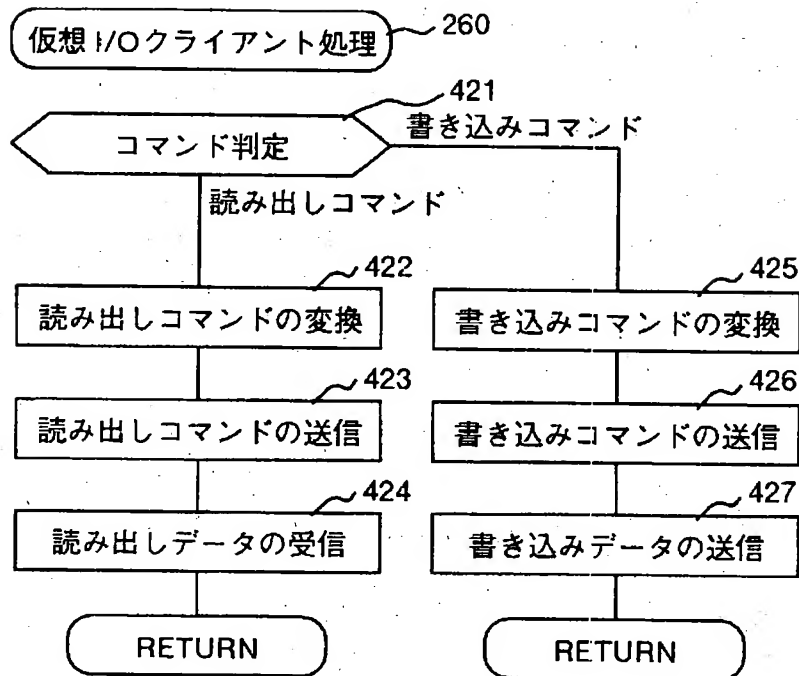 仮想 I/Oクライアント処理
260
421
コマンド判定
書き込みコマンド
読み出しコマンド
422
読み出しコマンドの変換
423
読み出しコマンドの送信
424
読み出しデータの受信
RETURN
425
書き込みコマンドの変換
426
書き込みコマンドの送信
427
書き込みデータの送信
RETURN